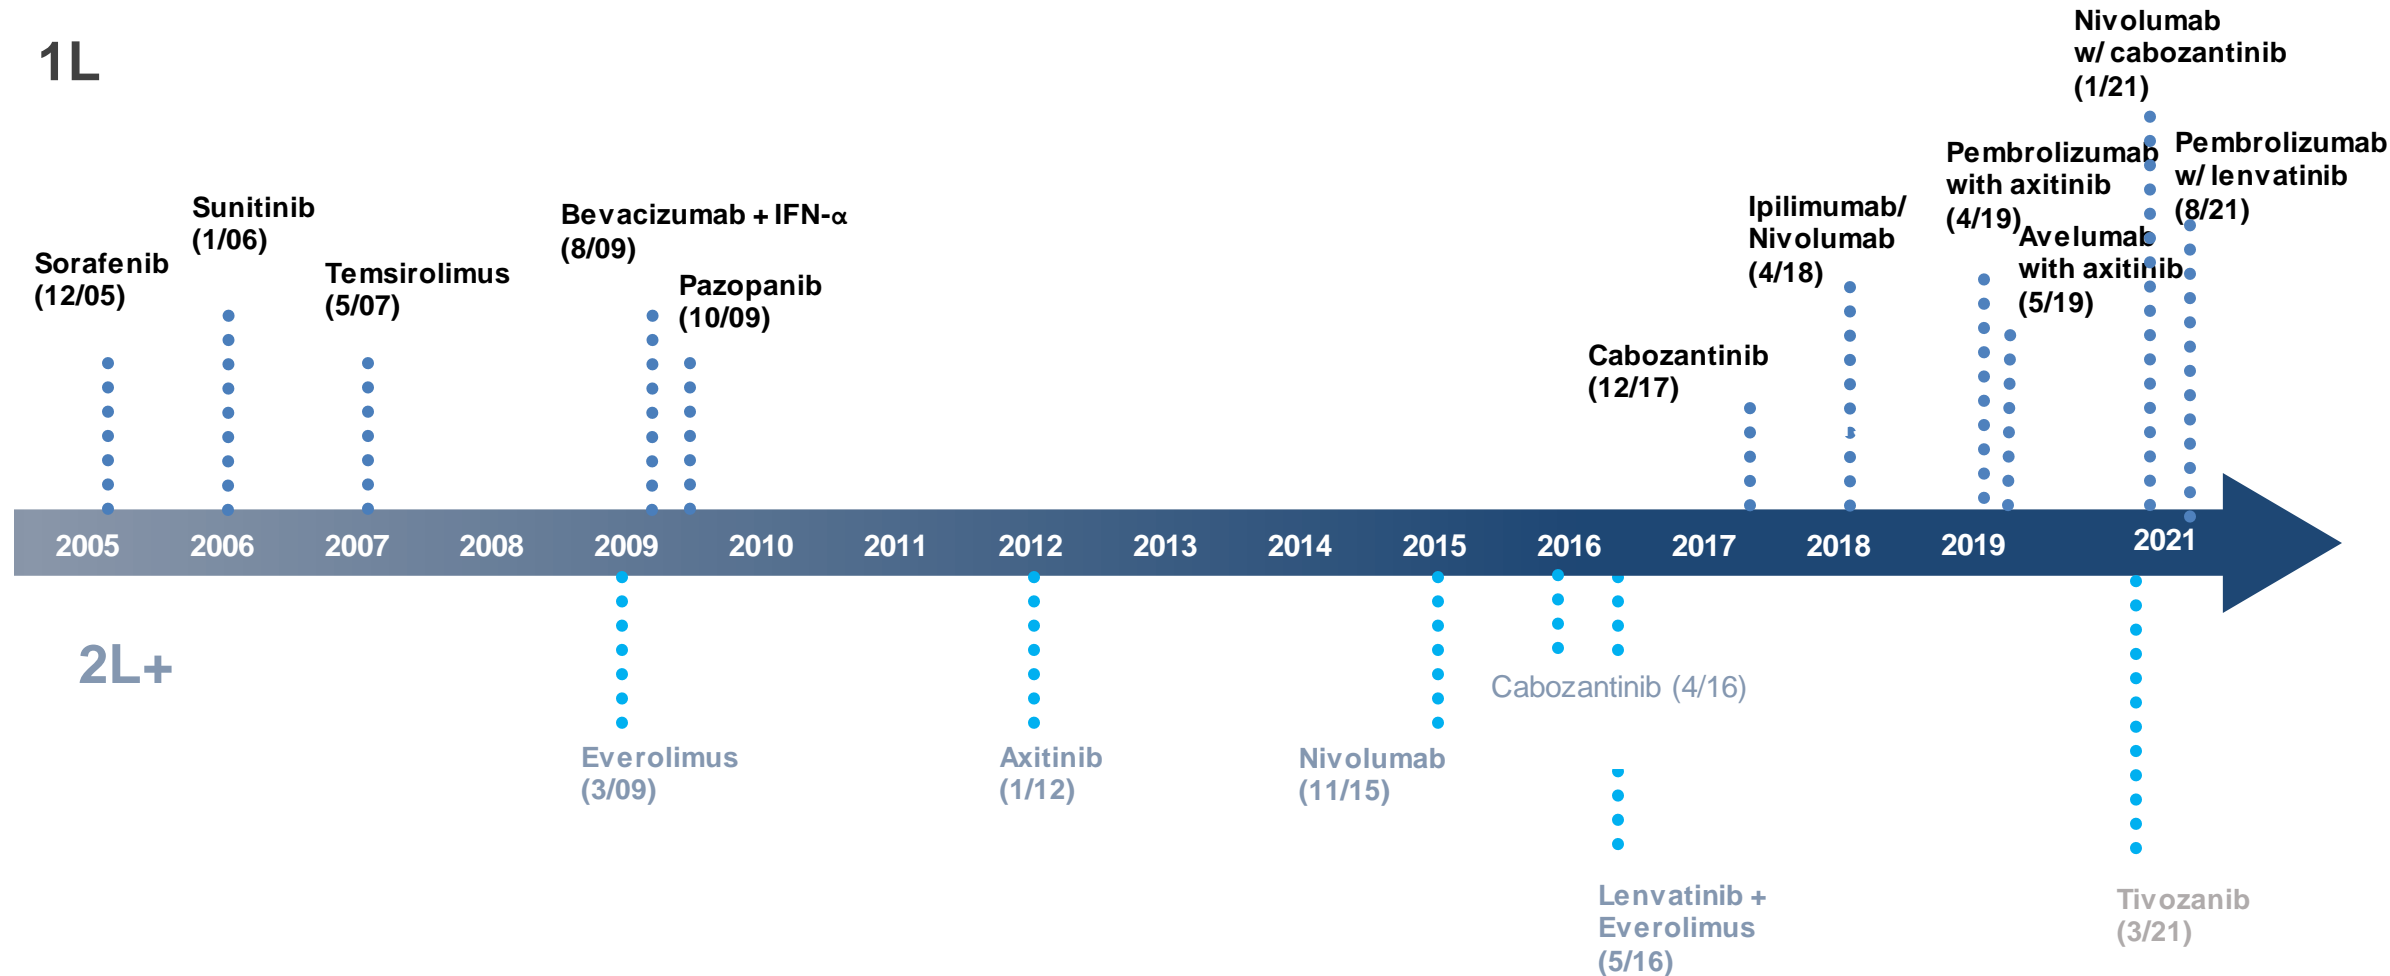 1L
Sorafenib
(12/05)
Sunitinib
(1/06)
Temsirolimus
(5/07)
Bevacizumab + IFN-α
(8/09)
Pazopanib
(10/09)
Cabozantinib
(12/17)
Ipilimumab/
Nivolumab
(4/18)
Pembrolizumab
with axitinib
(4/19)
Avelumab
with axitinib
(5/19)
Nivolumab
w/ cabozantinib
(1/21)
Pembrolizumab
w/ lenvatinib
(8/21)
2005 2006 2007 2008 2009 2010 2011 2012 2013 2014 2015 2016 2017 2018 2019 2021
2L+
Everolimus
(3/09)
Axitinib
(1/12)
Nivolumab
(11/15)
Cabozantinib (4/16)
Lenvatinib +
Everolimus
(5/16)
Tivozanib
(3/21)